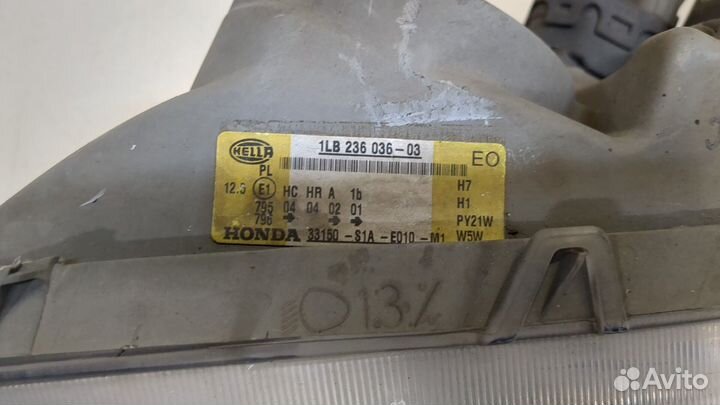 HELLA
1LB 236 036-03
EO
PL
12.5 E1 HC HR A 1b
795 04 04 02 01
796 → → →
H7
H1
PY21W
W5W
HONDA 33150-S1A-E010-M1
013%
Avito